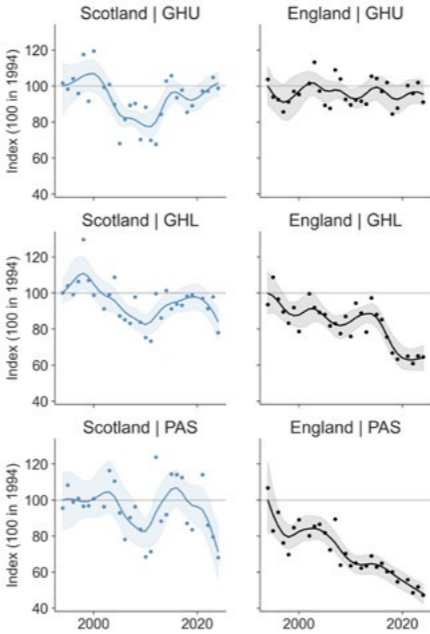 Scotland | GHU
England | GHU
Index (100 in 1994)
120
100
80
60
40
Scotland | GHL
England | GHL
Index (100 in 1994)
120
100
80
60
40
Scotland | PAS
England | PAS
Index (100 in 1994)
120
100
80
60
40
2000
2020
2000
2020